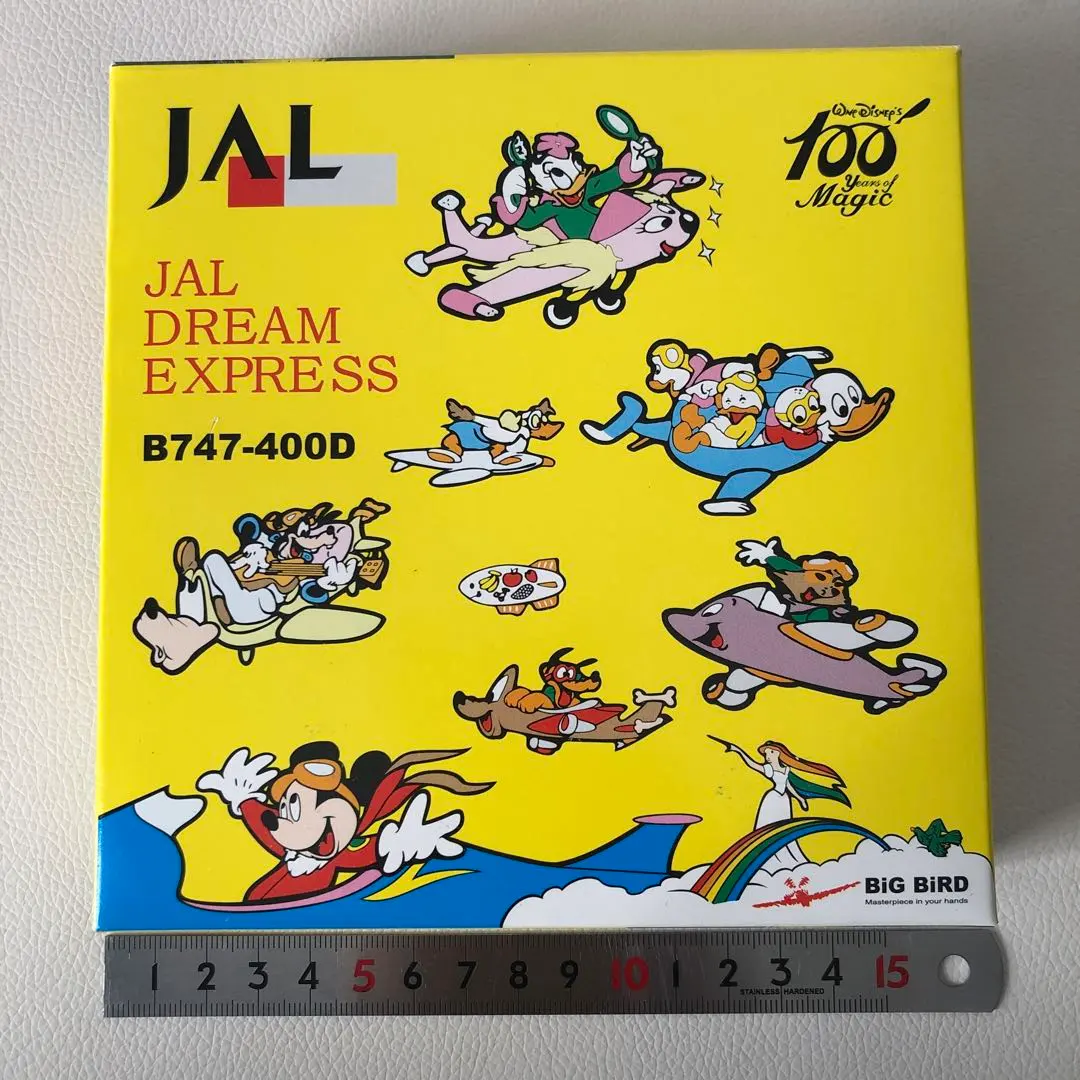 JAL
WALT DISNEY'S
100
Years of
Magic
JAL
DREAM
EXPRESS
B747-400D
BiG BiRD
Masterpiece in your hands
1 2 3 4 5 6 7 8 9 10 1 2 3 4 15
STAINLESS HARDENED